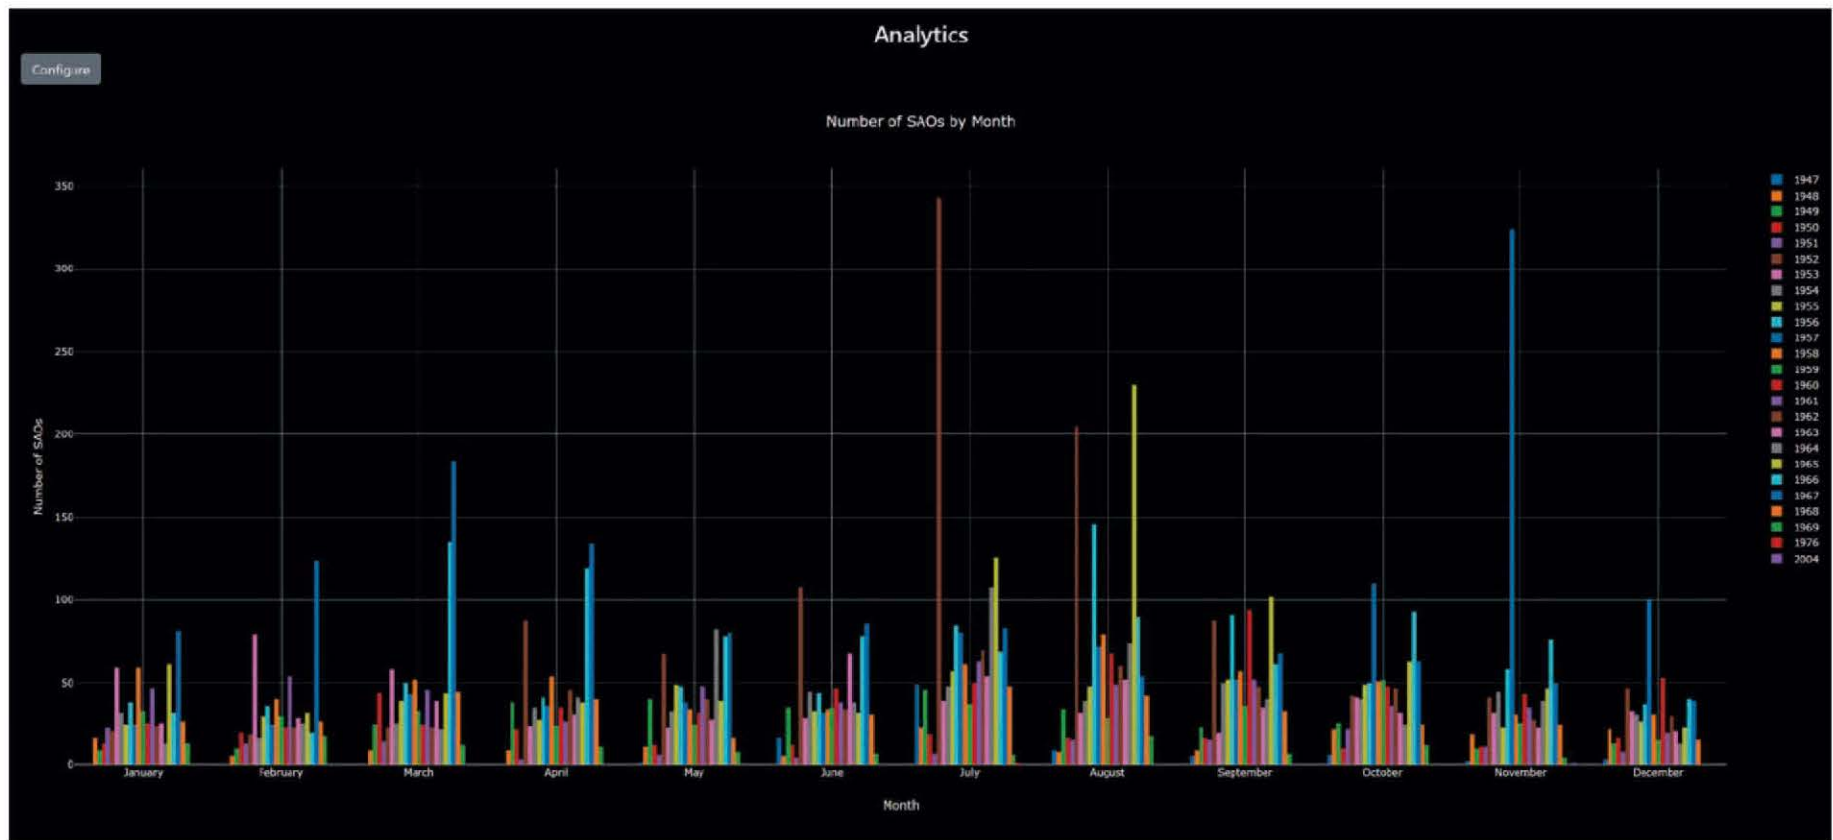 Analytics
Configure
Number of SAOs by Month
350
300
250
200
150
100
50
0
Number of SAOs
January
February
March
April
May
June
July
August
September
October
November
December
Month
1947
1948
1949
1950
1951
1952
1953
1954
1955
1956
1957
1958
1959
1960
1961
1962
1963
1964
1965
1966
1967
1968
1969
1976
2004